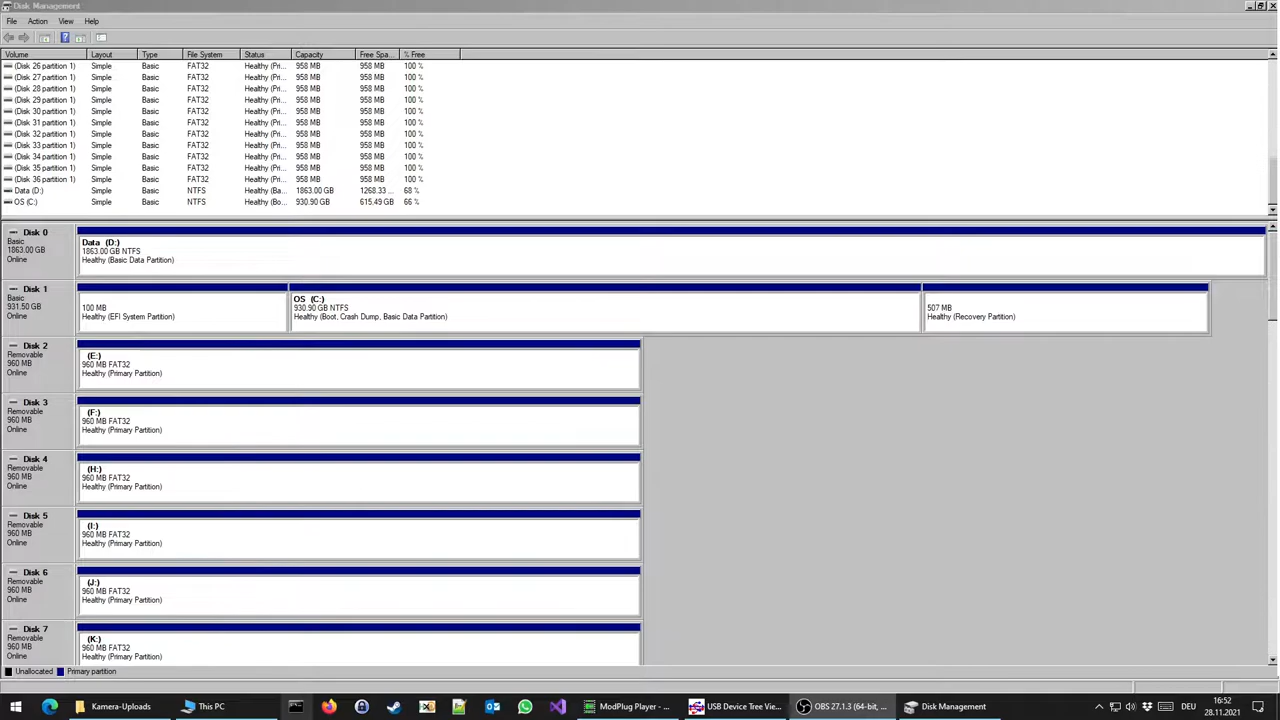 Disk Management
File Action View Help
Volume Layout Type File System Status Capacity Free Spa... % Free
(Disk 26 partition 1) Simple Basic FAT32 Healthy (Pri... 958 MB 958 MB 100 %
(Disk 27 partition 1) Simple Basic FAT32 Healthy (Pri... 958 MB 958 MB 100 %
(Disk 28 partition 1) Simple Basic FAT32 Healthy (Pri... 958 MB 958 MB 100 %
(Disk 29 partition 1) Simple Basic FAT32 Healthy (Pri... 958 MB 958 MB 100 %
(Disk 30 partition 1) Simple Basic FAT32 Healthy (Pri... 958 MB 958 MB 100 %
(Disk 31 partition 1) Simple Basic FAT32 Healthy (Pri... 958 MB 958 MB 100 %
(Disk 32 partition 1) Simple Basic FAT32 Healthy (Pri... 958 MB 958 MB 100 %
(Disk 33 partition 1) Simple Basic FAT32 Healthy (Pri... 958 MB 958 MB 100 %
(Disk 34 partition 1) Simple Basic FAT32 Healthy (Pri... 958 MB 958 MB 100 %
(Disk 35 partition 1) Simple Basic FAT32 Healthy (Pri... 958 MB 958 MB 100 %
(Disk 36 partition 1) Simple Basic FAT32 Healthy (Pri... 958 MB 958 MB 100 %
Data (D:) Simple Basic NTFS Healthy (Ba... 1863.00 GB 1268.33 ... 68 %
OS (C:) Simple Basic NTFS Healthy (Bo... 930.90 GB 615.49 GB 66 %
Disk 0
Basic
1863.00 GB
Online
Data (D:)
1863.00 GB NTFS
Healthy (Basic Data Partition)
Disk 1
Basic
931.50 GB
Online
100 MB
Healthy (EFI System Partition)
OS (C:)
930.90 GB NTFS
Healthy (Boot, Crash Dump, Basic Data Partition)
507 MB
Healthy (Recovery Partition)
Disk 2
Removable
960 MB
Online
(E:)
960 MB FAT32
Healthy (Primary Partition)
Disk 3
Removable
960 MB
Online
(F:)
960 MB FAT32
Healthy (Primary Partition)
Disk 4
Removable
960 MB
Online
(H:)
960 MB FAT32
Healthy (Primary Partition)
Disk 5
Removable
960 MB
Online
(I:)
960 MB FAT32
Healthy (Primary Partition)
Disk 6
Removable
960 MB
Online
(J:)
960 MB FAT32
Healthy (Primary Partition)
Disk 7
Removable
960 MB
Online
(K:)
960 MB FAT32
Healthy (Primary Partition)
Unallocated Primary partition
Kamera-Uploads This PC ModPlug Player - ... USB Device Tree Vie... OBS 27.1.3 (64-bit, ... Disk Management DEU 16:52
28.11.2021